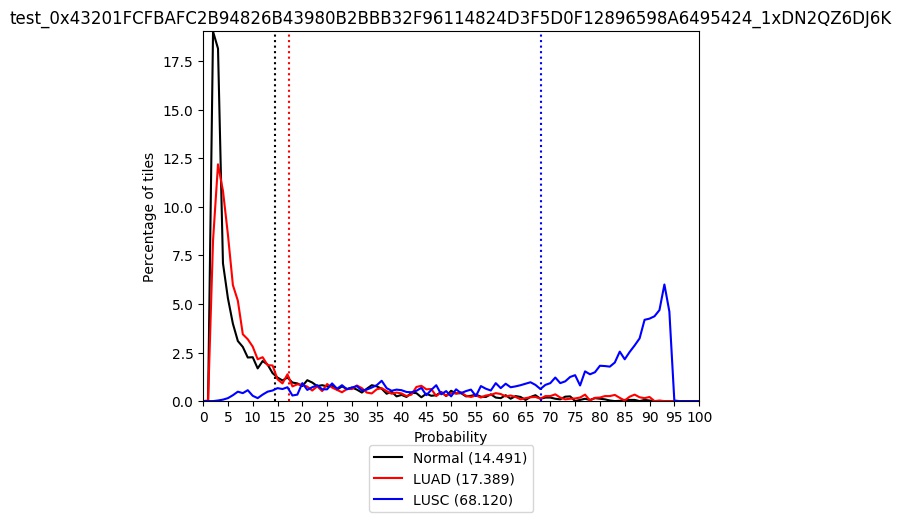 test_0x43201FCFBAFC2B94826B43980B2BBB32F96114824D3F5D0F12896598A6495424_1xDN2QZ6DJ6K
17.5
15.0
12.5
10.0
7.5
5.0
2.5
0.0
Percentage of tiles
0 5 10 15 20 25 30 35 40 45 50 55 60 65 70 75 80 85 90 95 100
Probability
Normal (14.491)
LUAD (17.389)
LUSC (68.120)